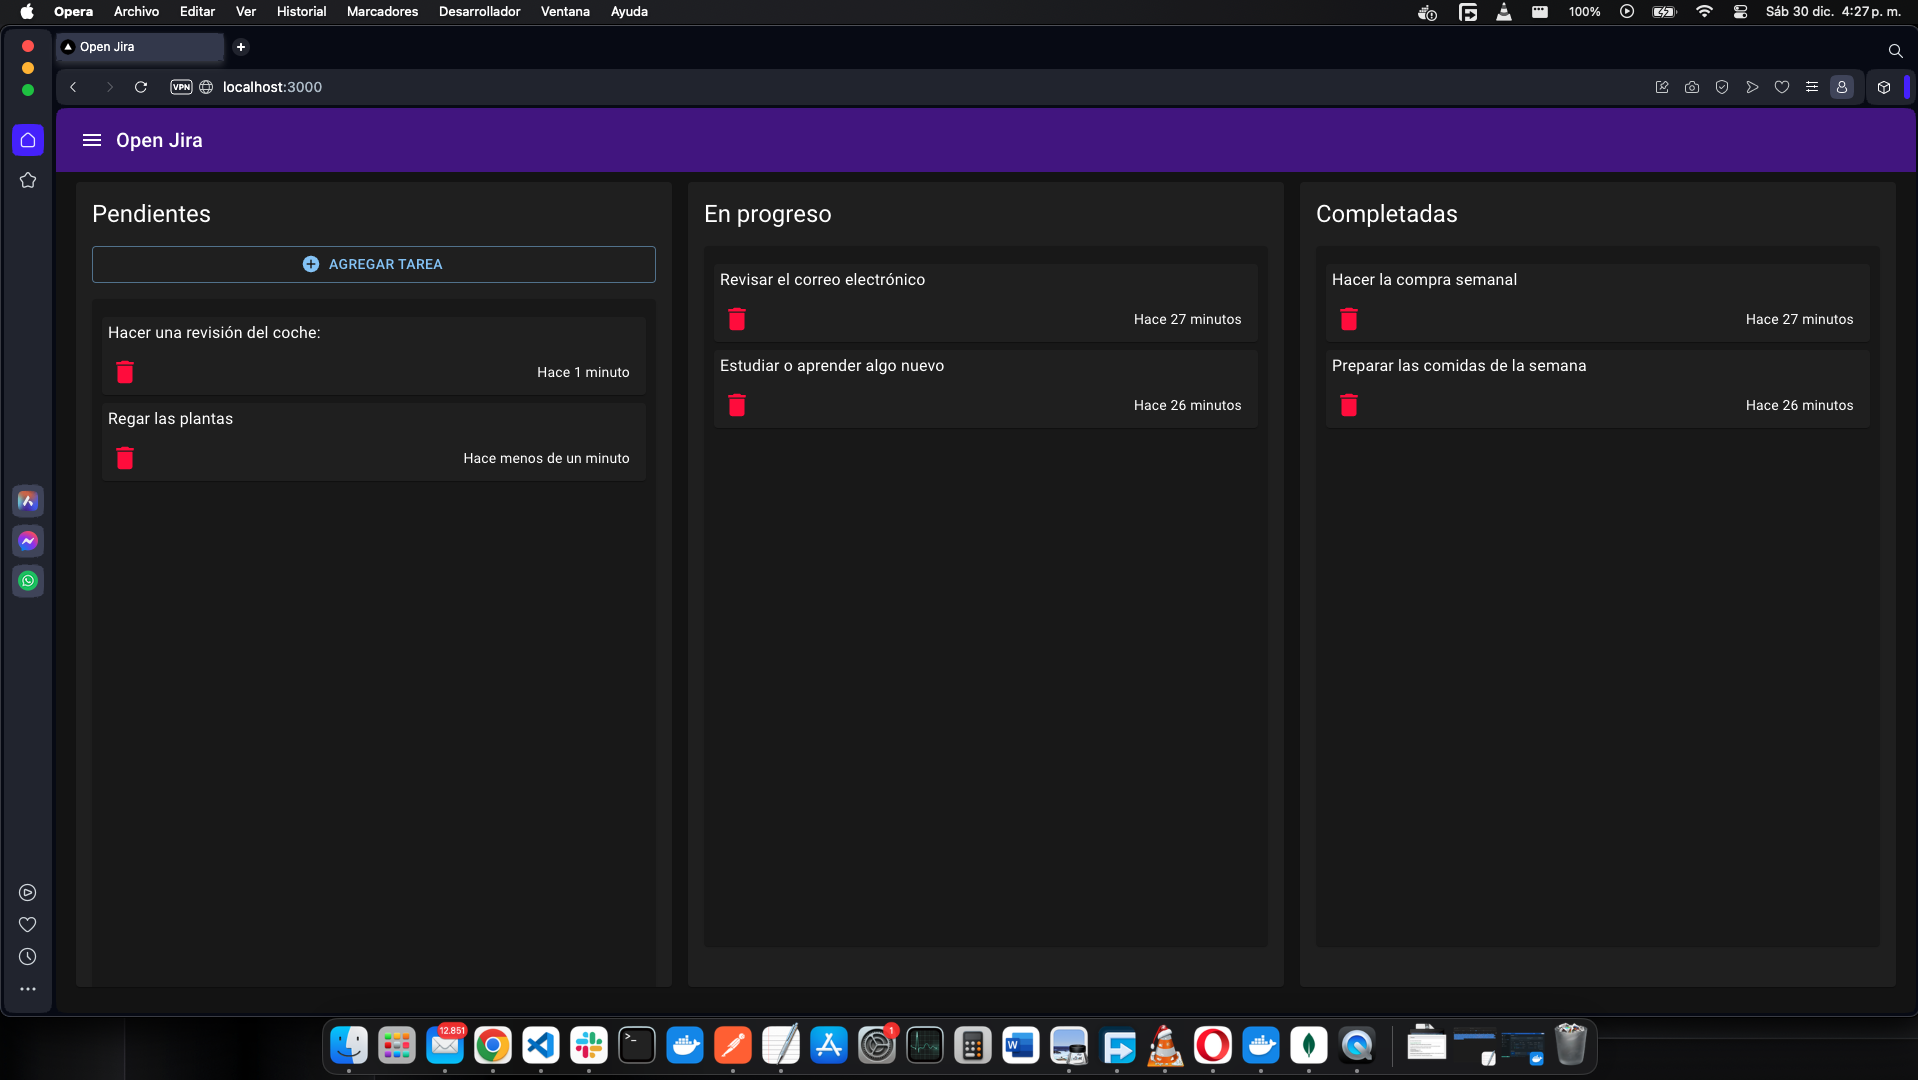 Opera Archivo Editar Ver Historial Marcadores Desarrollador Ventana Ayuda 100% Sáb 30 dic. 4:27 p. m.
Open Jira
VPN localhost:3000
Open Jira
Pendientes
AGREGAR TAREA
Hacer una revisión del coche:
Hace 1 minuto
Regar las plantas
Hace menos de un minuto
En progreso
Revisar el correo electrónico
Hace 27 minutos
Estudiar o aprender algo nuevo
Hace 26 minutos
Completadas
Hacer la compra semanal
Hace 27 minutos
Preparar las comidas de la semana
Hace 26 minutos
12.851
1
W